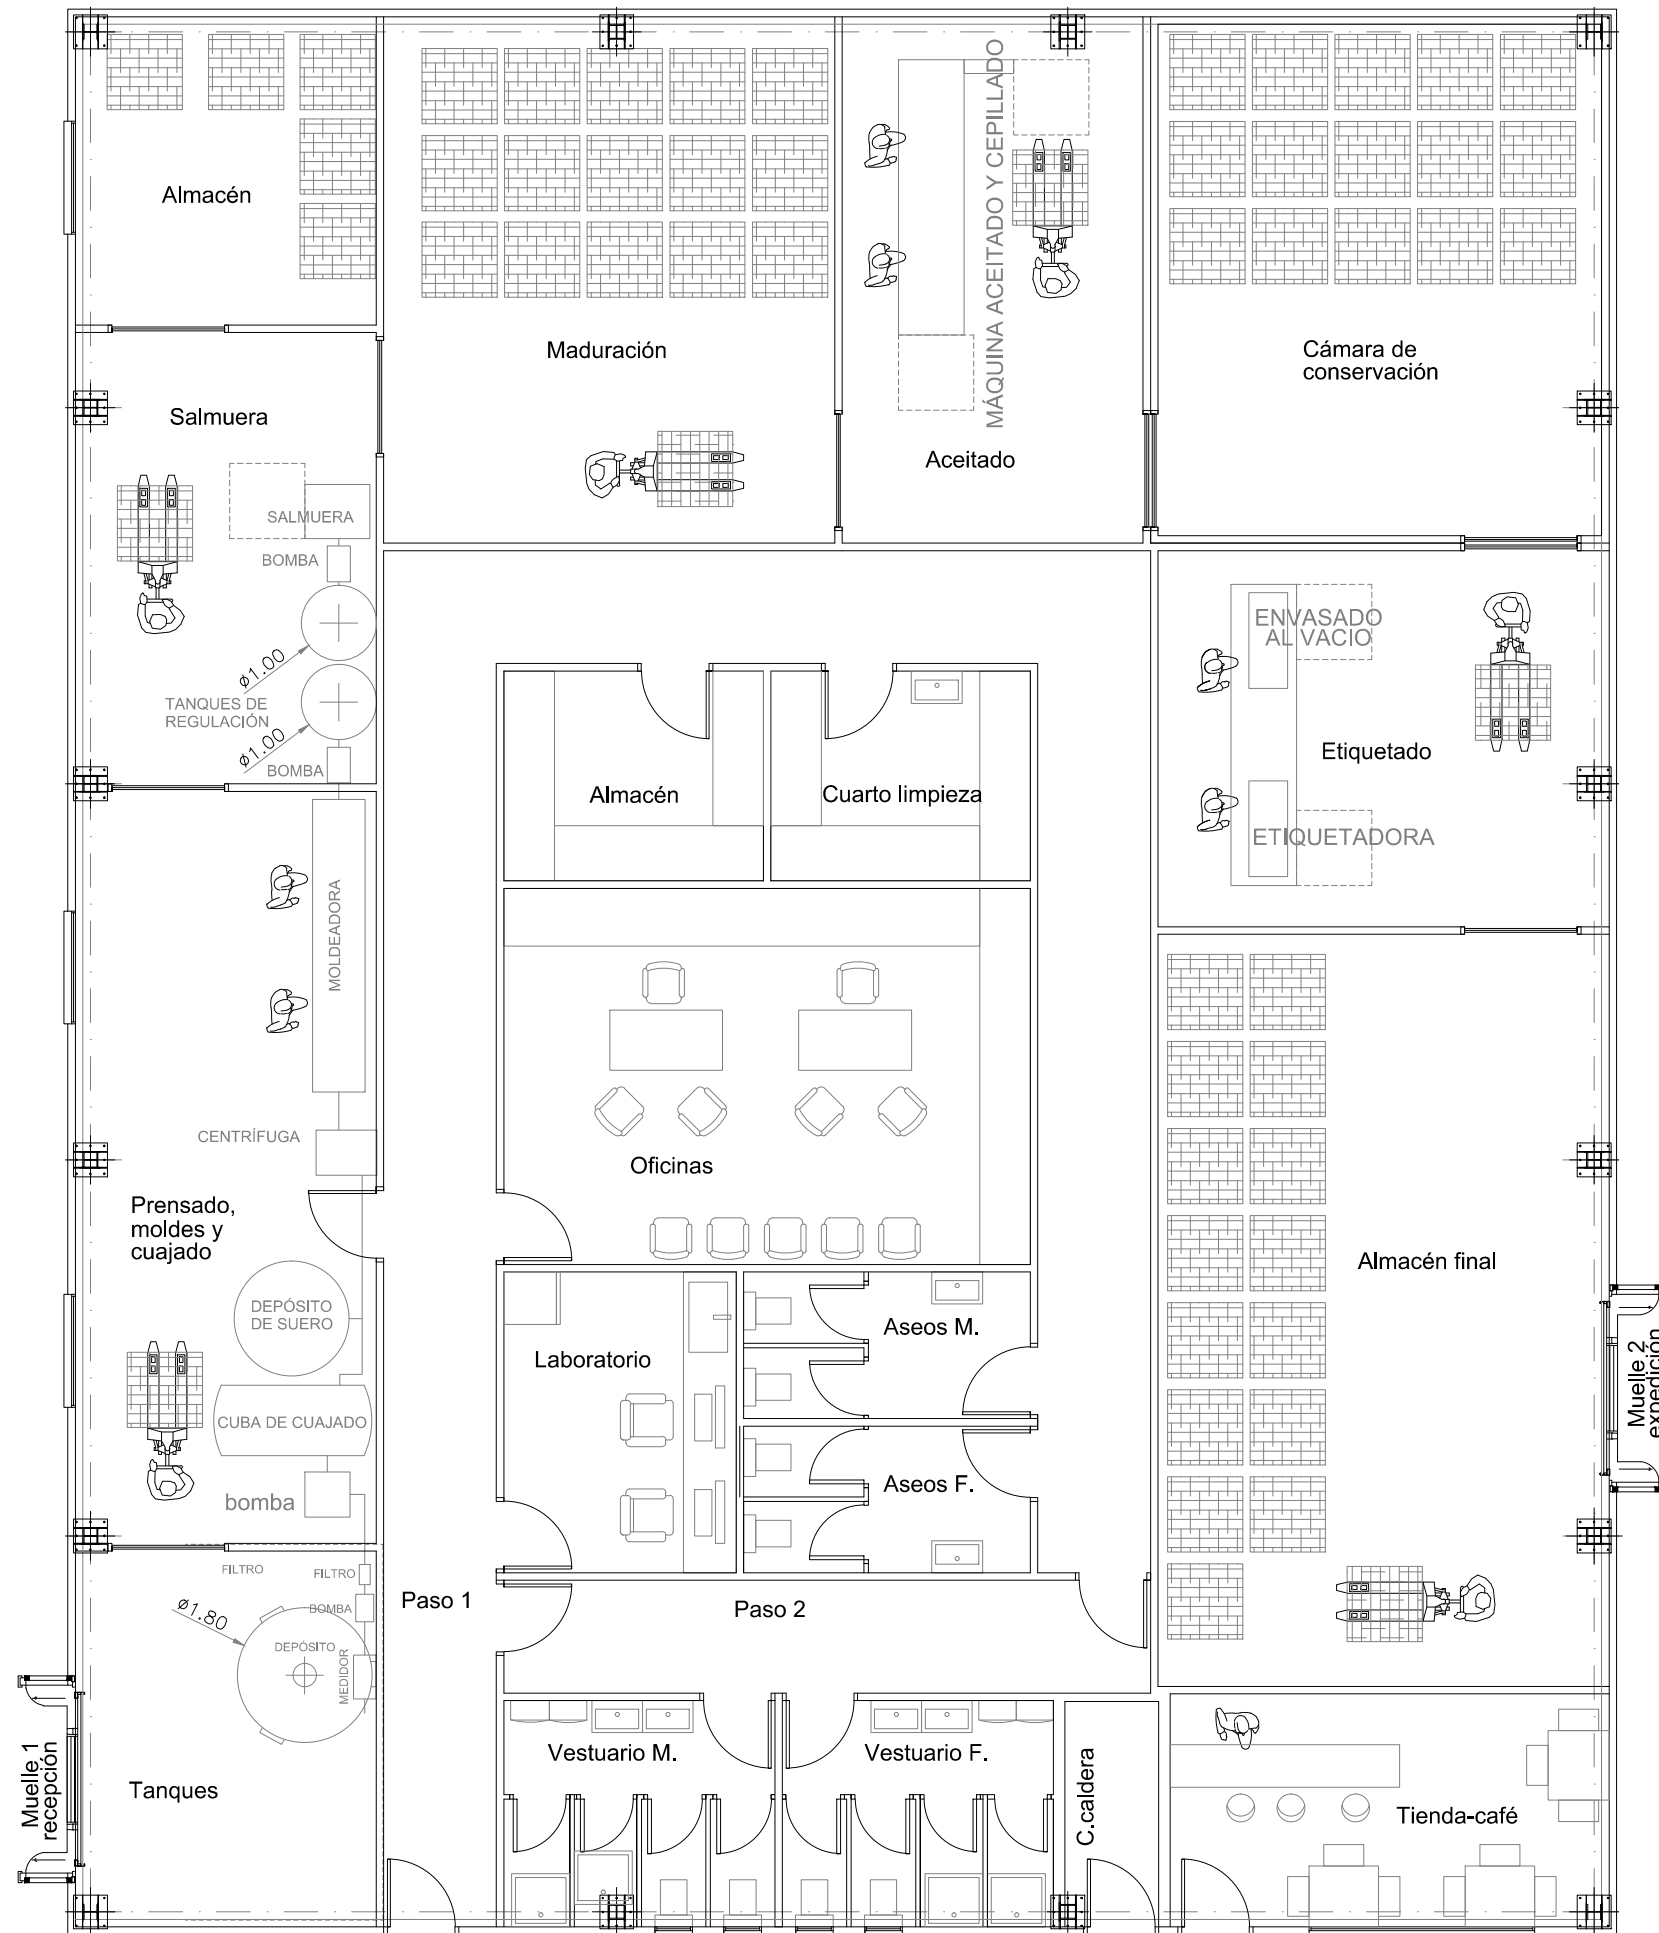 Almacén
MÁQUINA ACEITADO Y CEPILLADO
Maduración
Cámara de
conservación
Salmuera
Aceitado
SALMUERA
BOMBA
ø1.00
TANQUES DE
REGULACIÓN
ø1.00
BOMBA
ENVASADO
AL VACIO
Etiquetado
ETIQUETADORA
Almacén
Cuarto limpieza
MOLDEADORA
CENTRÍFUGA
Oficinas
Prensado,
moldes y
cuajado
DEPÓSITO
DE SUERO
Almacén final
Aseos M.
Laboratorio
Muelle 2
expedición
CUBA DE CUAJADO
Aseos F.
bomba
FILTRO
FILTRO
ø1.80
BOMBA
DEPÓSITO
MEDIDOR
Paso 1
Paso 2
Muelle 1
recepción
Tanques
Vestuario M.
Vestuario F.
C.caldera
Tienda-café